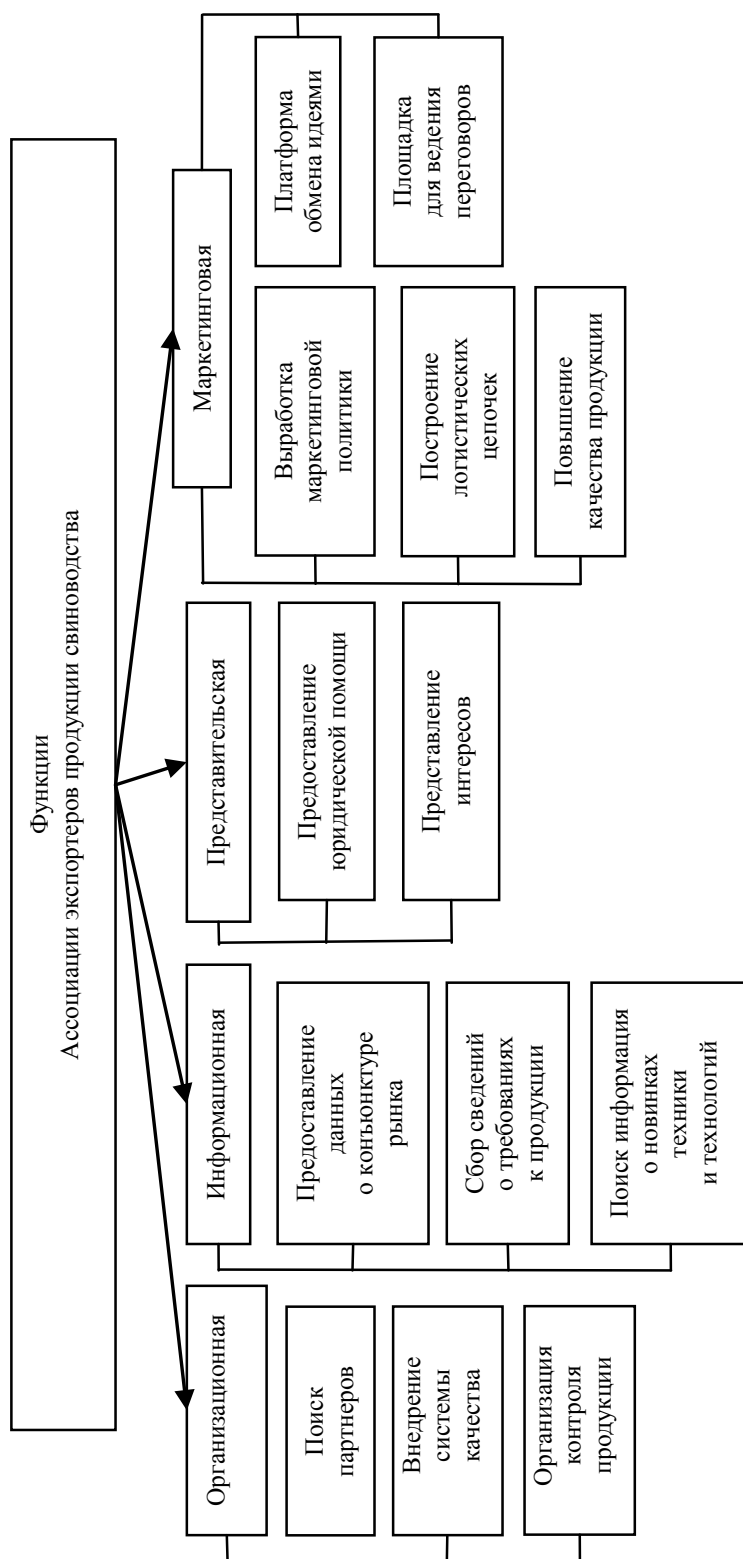 Функции
Ассоциации экспортеров продукции свиноводства
Организационная
Поиск
партнеров
Внедрение
системы
качества
Организация
контроля
продукции
Информационная
Предоставление
данных
о конъюнктуре
рынка
Сбор сведений
о требованиях
к продукции
Поиск информация
о новинках
техники
и технологий
Представительская
Предоставление
юридической помощи
Представление
интересов
Маркетинговая
Выработка
маркетинговой
политики
Построение
логистических
цепочек
Повышение
качества продукции
Платформа
обмена идеями
Площадка
для ведения
переговоров